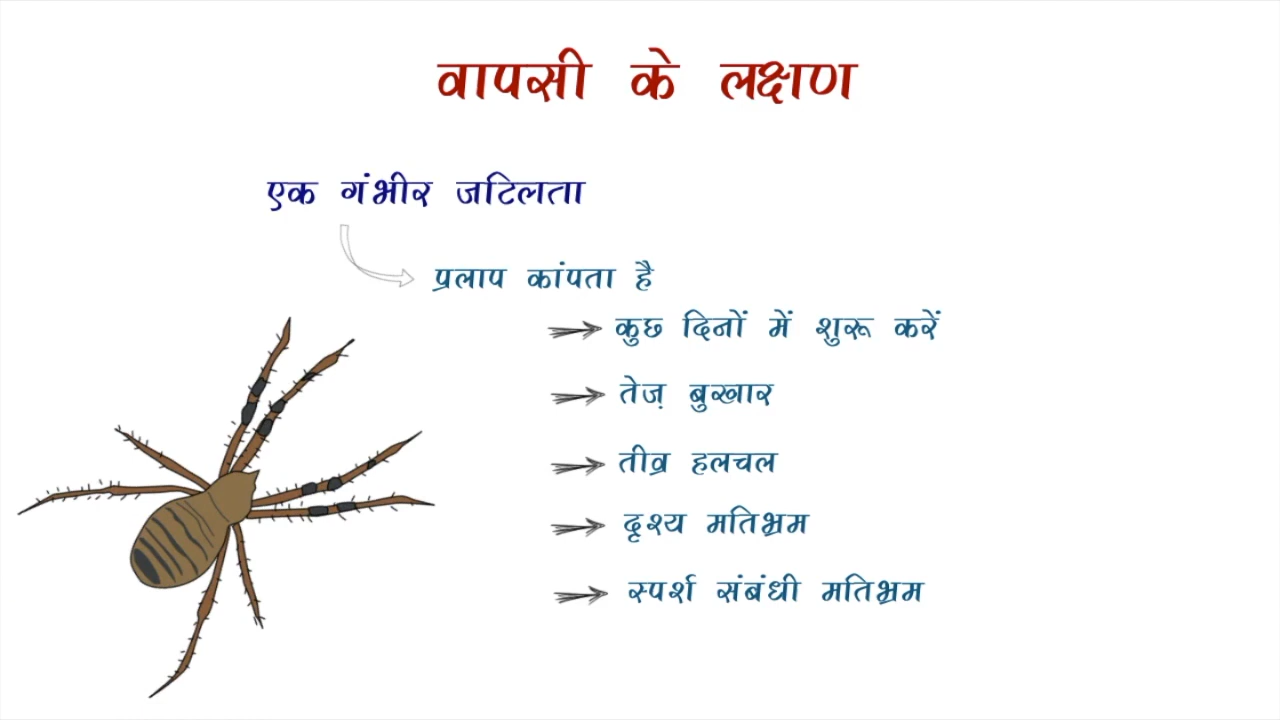 वापसी के लक्षण
एक गंभीर जटिलता
प्रलाप कांपता है
कुछ दिनों में शुरू करें
तेज़ बुखार
तीव्र हलचल
दृश्य मतिभ्रम
स्पर्श संबंधी मतिभ्रम